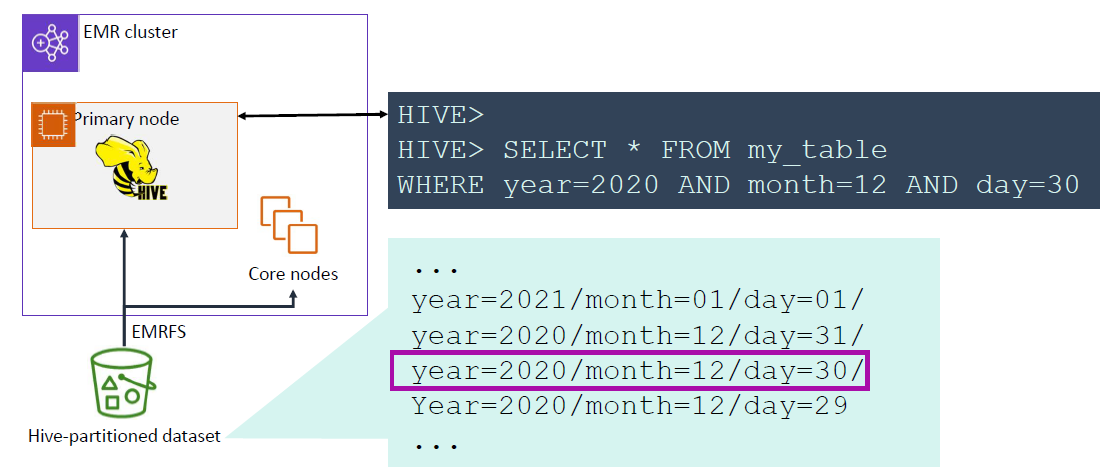 EMR cluster
Primary node
HIVE
Core nodes
EMRFS
Hive-partitioned dataset
HIVE>
HIVE> SELECT * FROM my_table
WHERE year=2020 AND month=12 AND day=30
...
year=2021/month=01/day=01/
year=2020/month=12/day=31/
year=2020/month=12/day=30/
Year=2020/month=12/day=29
...